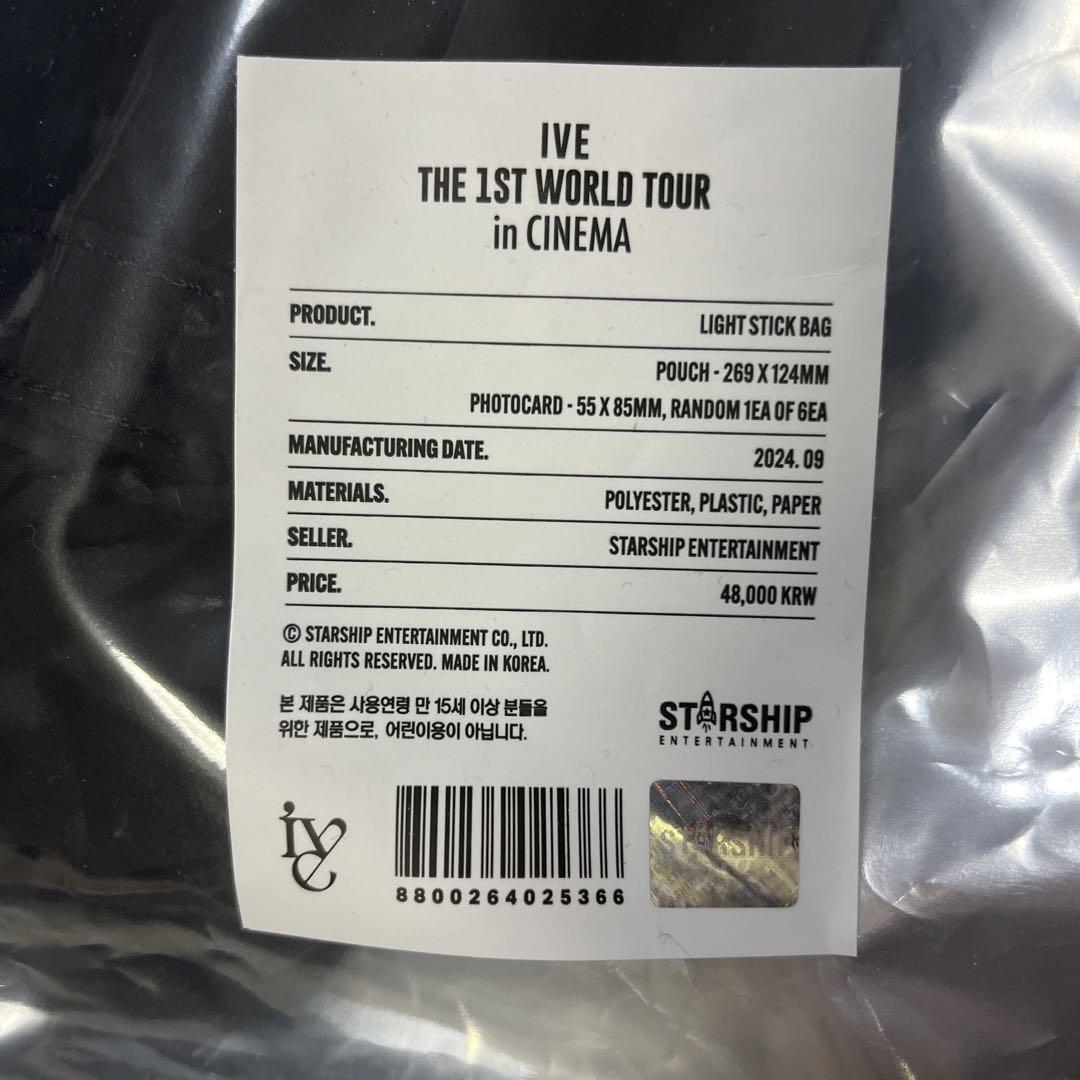 IVE
THE 1ST WORLD TOUR
in CINEMA
PRODUCT. LIGHT STICK BAG
SIZE. POUCH - 269 X 124MM
PHOTOCARD - 55 X 85MM, RANDOM 1EA OF 6EA
MANUFACTURING DATE. 2024. 09
MATERIALS. POLYESTER, PLASTIC, PAPER
SELLER. STARSHIP ENTERTAINMENT
PRICE. 48,000 KRW
© STARSHIP ENTERTAINMENT CO., LTD.
ALL RIGHTS RESERVED. MADE IN KOREA.
본 제품은 사용연령 만 15세 이상 분들을
위한 제품으로, 어린이용이 아닙니다.
STARSHIP
ENTERTAINMENT
IVE
8800264025366
STARSHIP